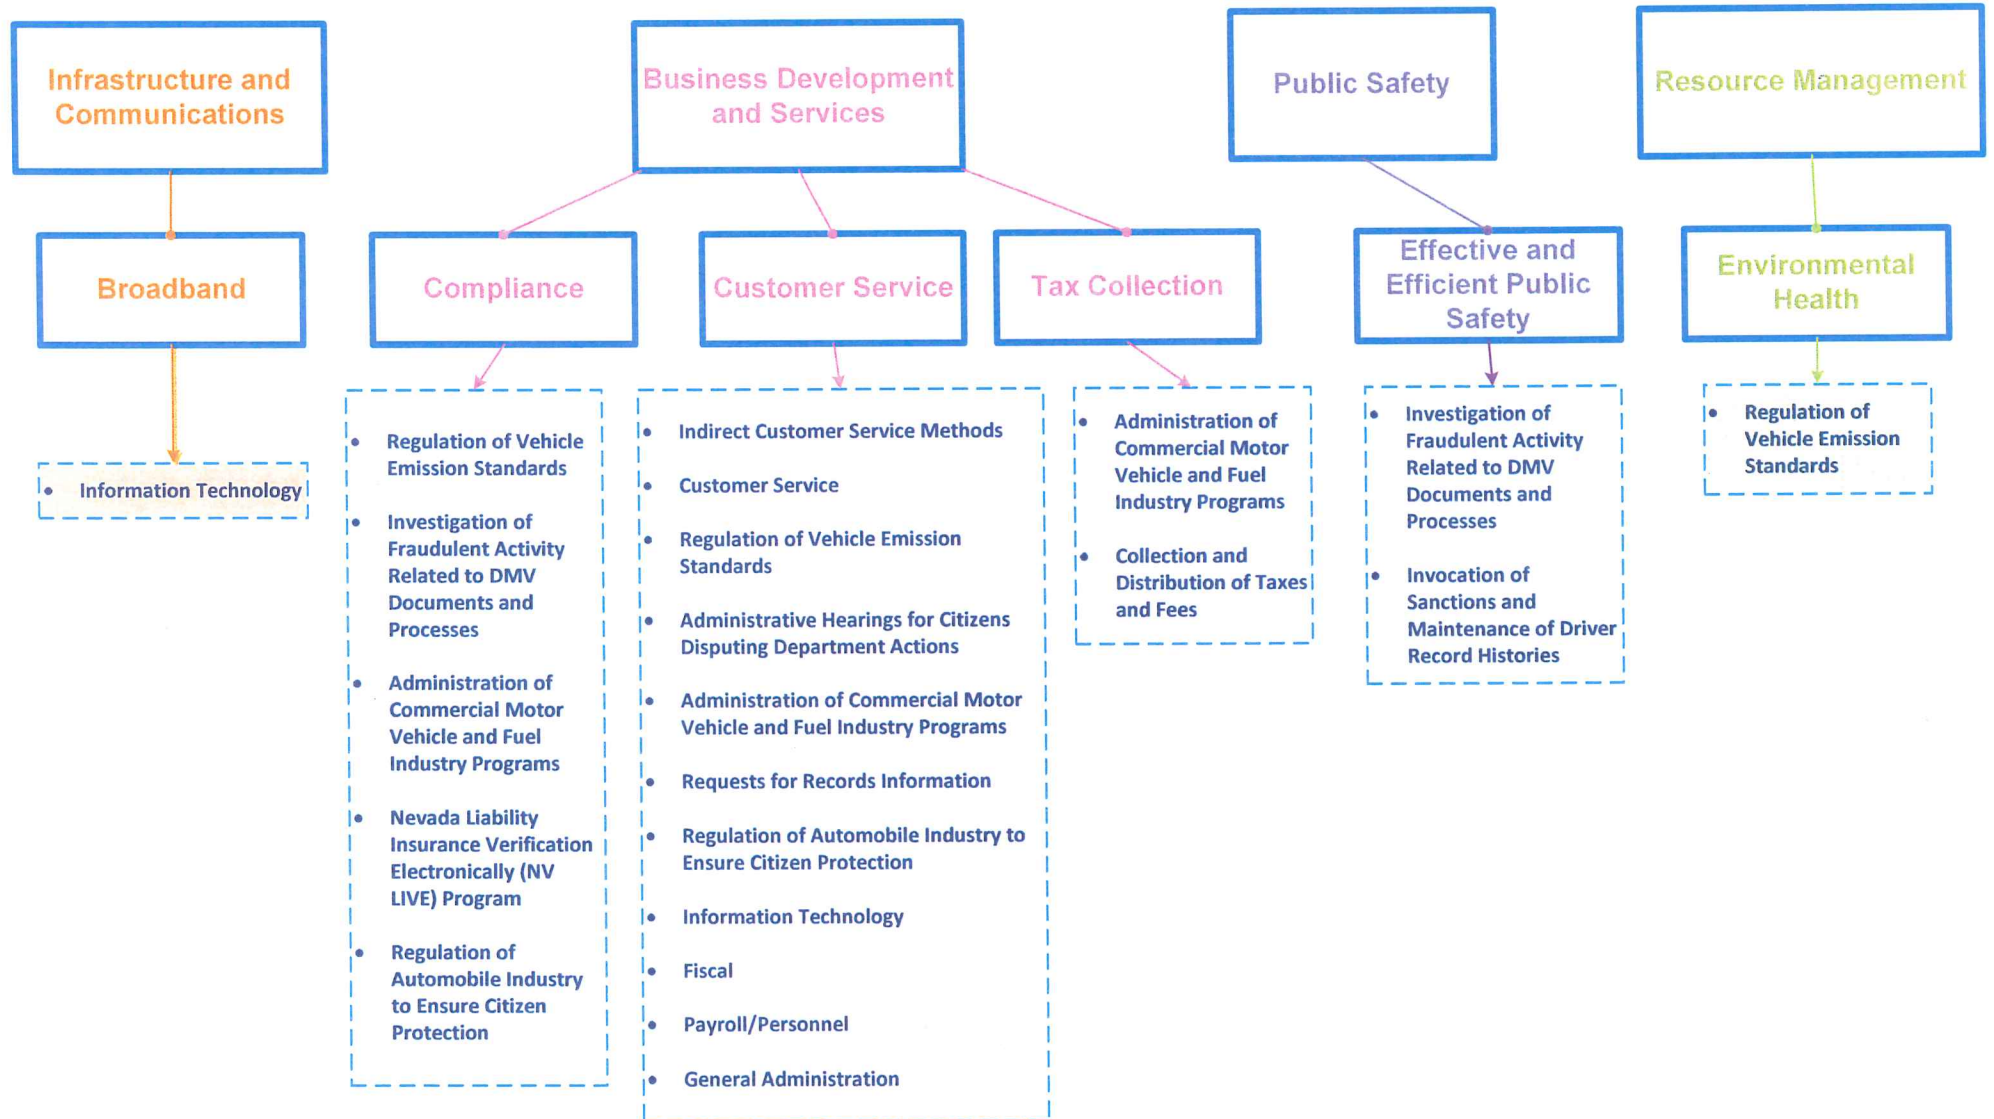 Infrastructure and
Communications
Business Development
and Services
Public Safety
Resource Management
Broadband
Compliance
Customer Service
Tax Collection
Effective and
Efficient Public
Safety
Environmental
Health
• Information Technology
• Regulation of Vehicle
Emission Standards
• Investigation of
Fraudulent Activity
Related to DMV
Documents and
Processes
• Administration of
Commercial Motor
Vehicle and Fuel
Industry Programs
• Nevada Liability
Insurance Verification
Electronically (NV
LIVE) Program
• Regulation of
Automobile Industry
to Ensure Citizen
Protection
• Indirect Customer Service Methods
• Customer Service
• Regulation of Vehicle Emission
Standards
• Administrative Hearings for Citizens
Disputing Department Actions
• Administration of Commercial Motor
Vehicle and Fuel Industry Programs
• Requests for Records Information
• Regulation of Automobile Industry to
Ensure Citizen Protection
• Information Technology
• Fiscal
• Payroll/Personnel
• General Administration
• Administration of
Commercial Motor
Vehicle and Fuel
Industry Programs
• Collection and
Distribution of Taxes
and Fees
• Investigation of
Fraudulent Activity
Related to DMV
Documents and
Processes
• Invocation of
Sanctions and
Maintenance of Driver
Record Histories
• Regulation of
Vehicle Emission
Standards